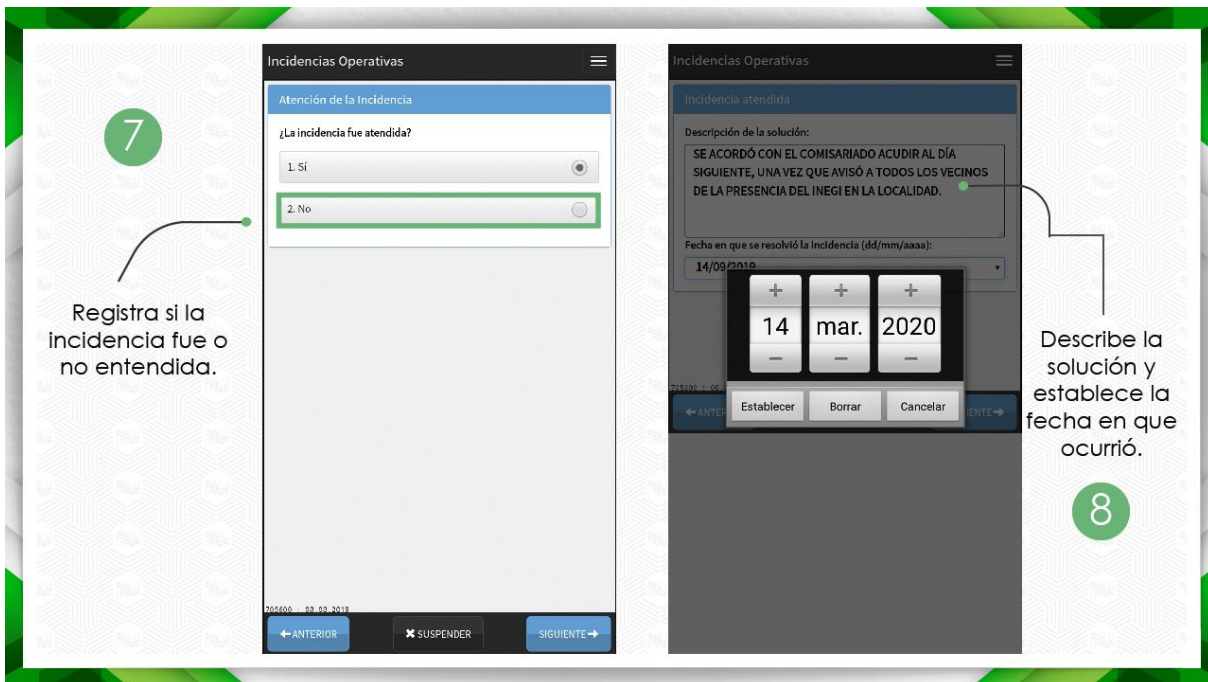 7
Registra si la
incidencia fue o
no entendida.
Incidencias Operativas
Atención de la Incidencia
¿La incidencia fue atendida?
1. Sí
2. No
ANTERIOR
SUSPENDER
SIGUIENTE
Incidencias Operativas
Incidencia atendida
Descripción de la solución:
SE ACORDÓ CON EL COMISARIADO ACUDIR AL DÍA
SIGUIENTE, UNA VEZ QUE AVISÓ A TODOS LOS VECINOS
DE LA PRESENCIA DEL INEGI EN LA LOCALIDAD.
Fecha en que se resolvió la Incidencia (dd/mm/aaaa):
14/09/2019
+ + +
14 mar. 2020
− − −
Establecer Borrar Cancelar
Describe la
solución y
establece la
fecha en que
ocurrió.
8